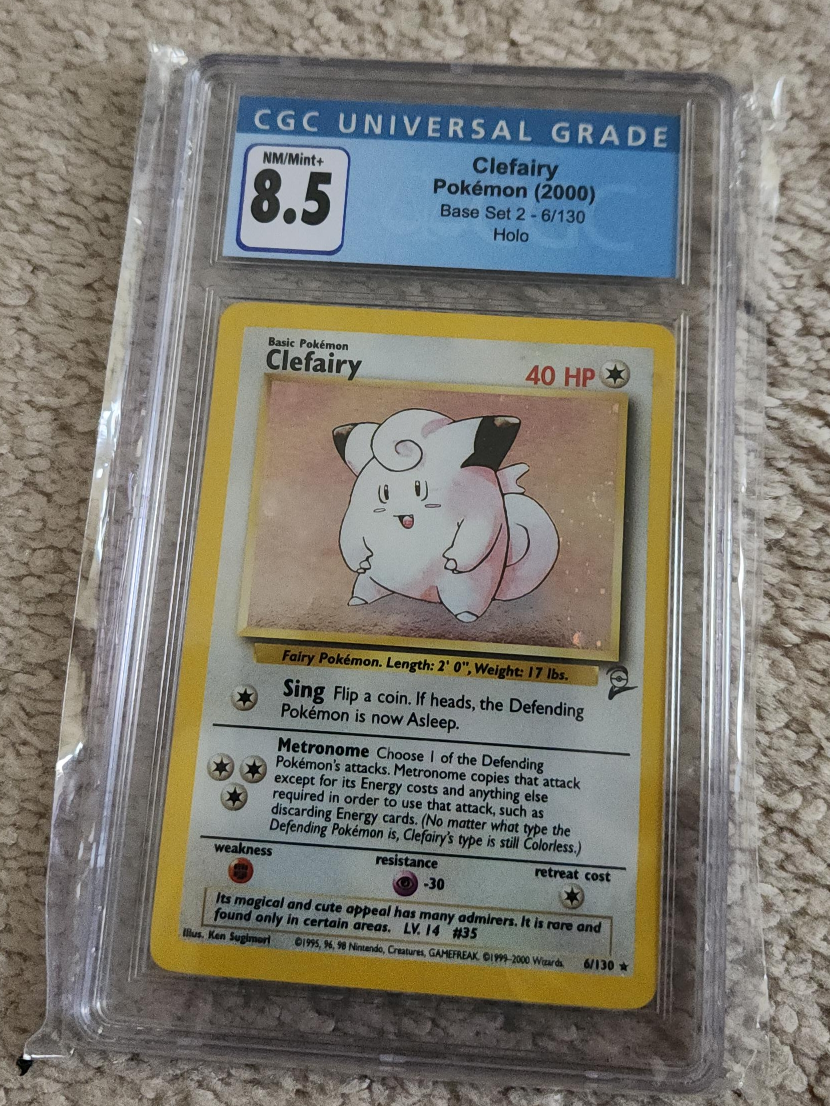 CGC UNIVERSAL GRADE
NM/Mint+
8.5
Clefairy
Pokémon (2000)
Base Set 2 - 6/130
Holo
Basic Pokémon
Clefairy
40 HP
Fairy Pokémon. Length: 2' 0", Weight: 17 lbs.
Sing Flip a coin. If heads, the Defending
Pokémon is now Asleep.
Metronome Choose 1 of the Defending
Pokémon's attacks. Metronome copies that attack
except for its Energy costs and anything else
required in order to use that attack, such as
discarding Energy cards. (No matter what type the
Defending Pokémon is, Clefairy's type is still Colorless.)
weakness
resistance
retreat cost
-30
Its magical and cute appeal has many admirers. It is rare and
found only in certain areas. LV. 14 #35
Illus. Ken Sugimori
©1995, 96, 98 Nintendo, Creatures, GAMEFREAK. ©1999-2000 Wizards.
6/130 ★